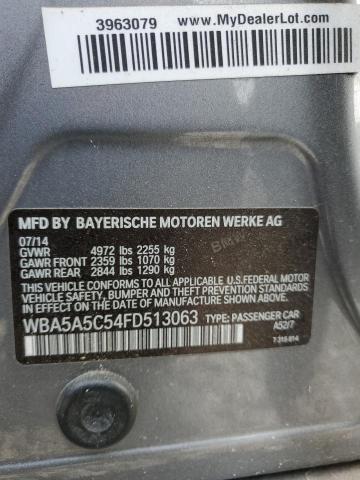 3963079 www.MyDealerLot.com
MFD BY BAYERISCHE MOTOREN WERKE AG
07/14
GVWR 4972 lbs 2255 kg
GAWR FRONT 2359 lbs 1070 kg
GAWR REAR 2844 lbs 1290 kg
THIS VEHICLE CONFORMS TO ALL APPLICABLE U.S.FEDERAL MOTOR
VEHICLE SAFETY, BUMPER AND THEFT PREVENTION STANDARDS IN
EFFECT ON THE DATE OF MANUFACTURE SHOWN ABOVE.
WBA5A5C54FD513063 TYPE: PASSENGER CAR
A52/7